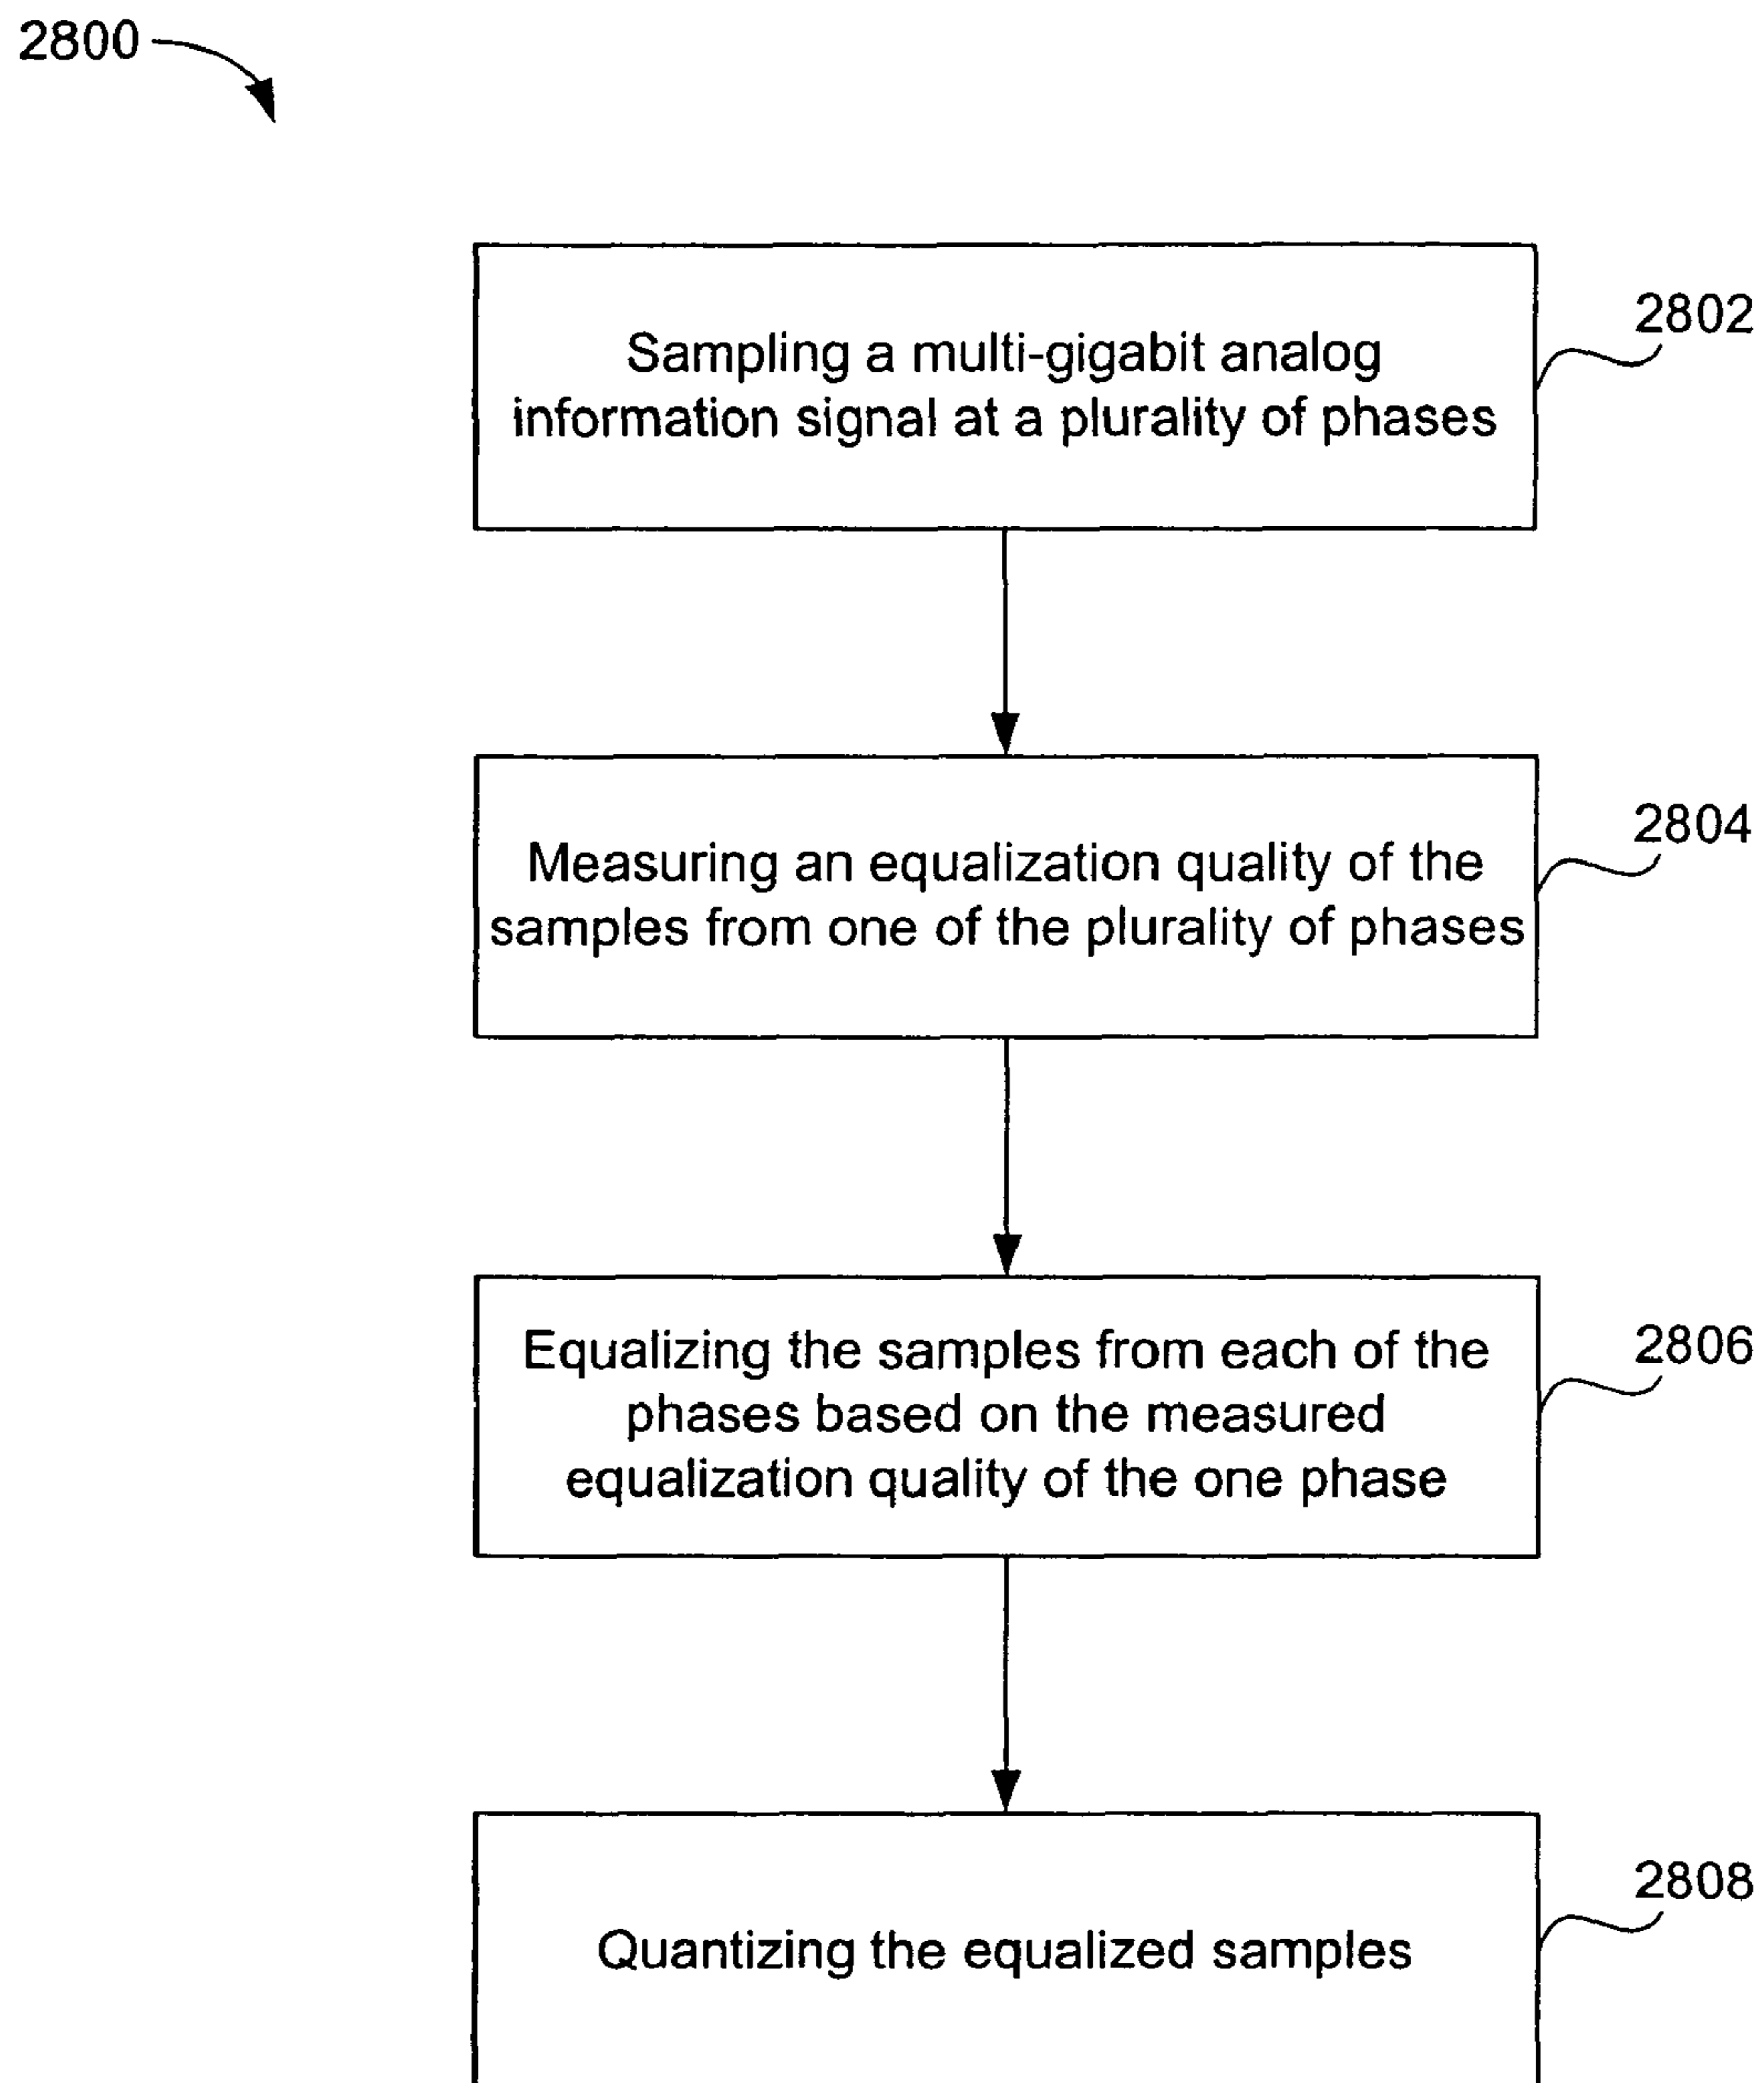 2800
Sampling a multi-gigabit analog
information signal at a plurality of phases
2802
Measuring an equalization quality of the
samples from one of the plurality of phases
2804
Equalizing the samples from each of the
phases based on the measured
equalization quality of the one phase
2806
Quantizing the equalized samples
2808